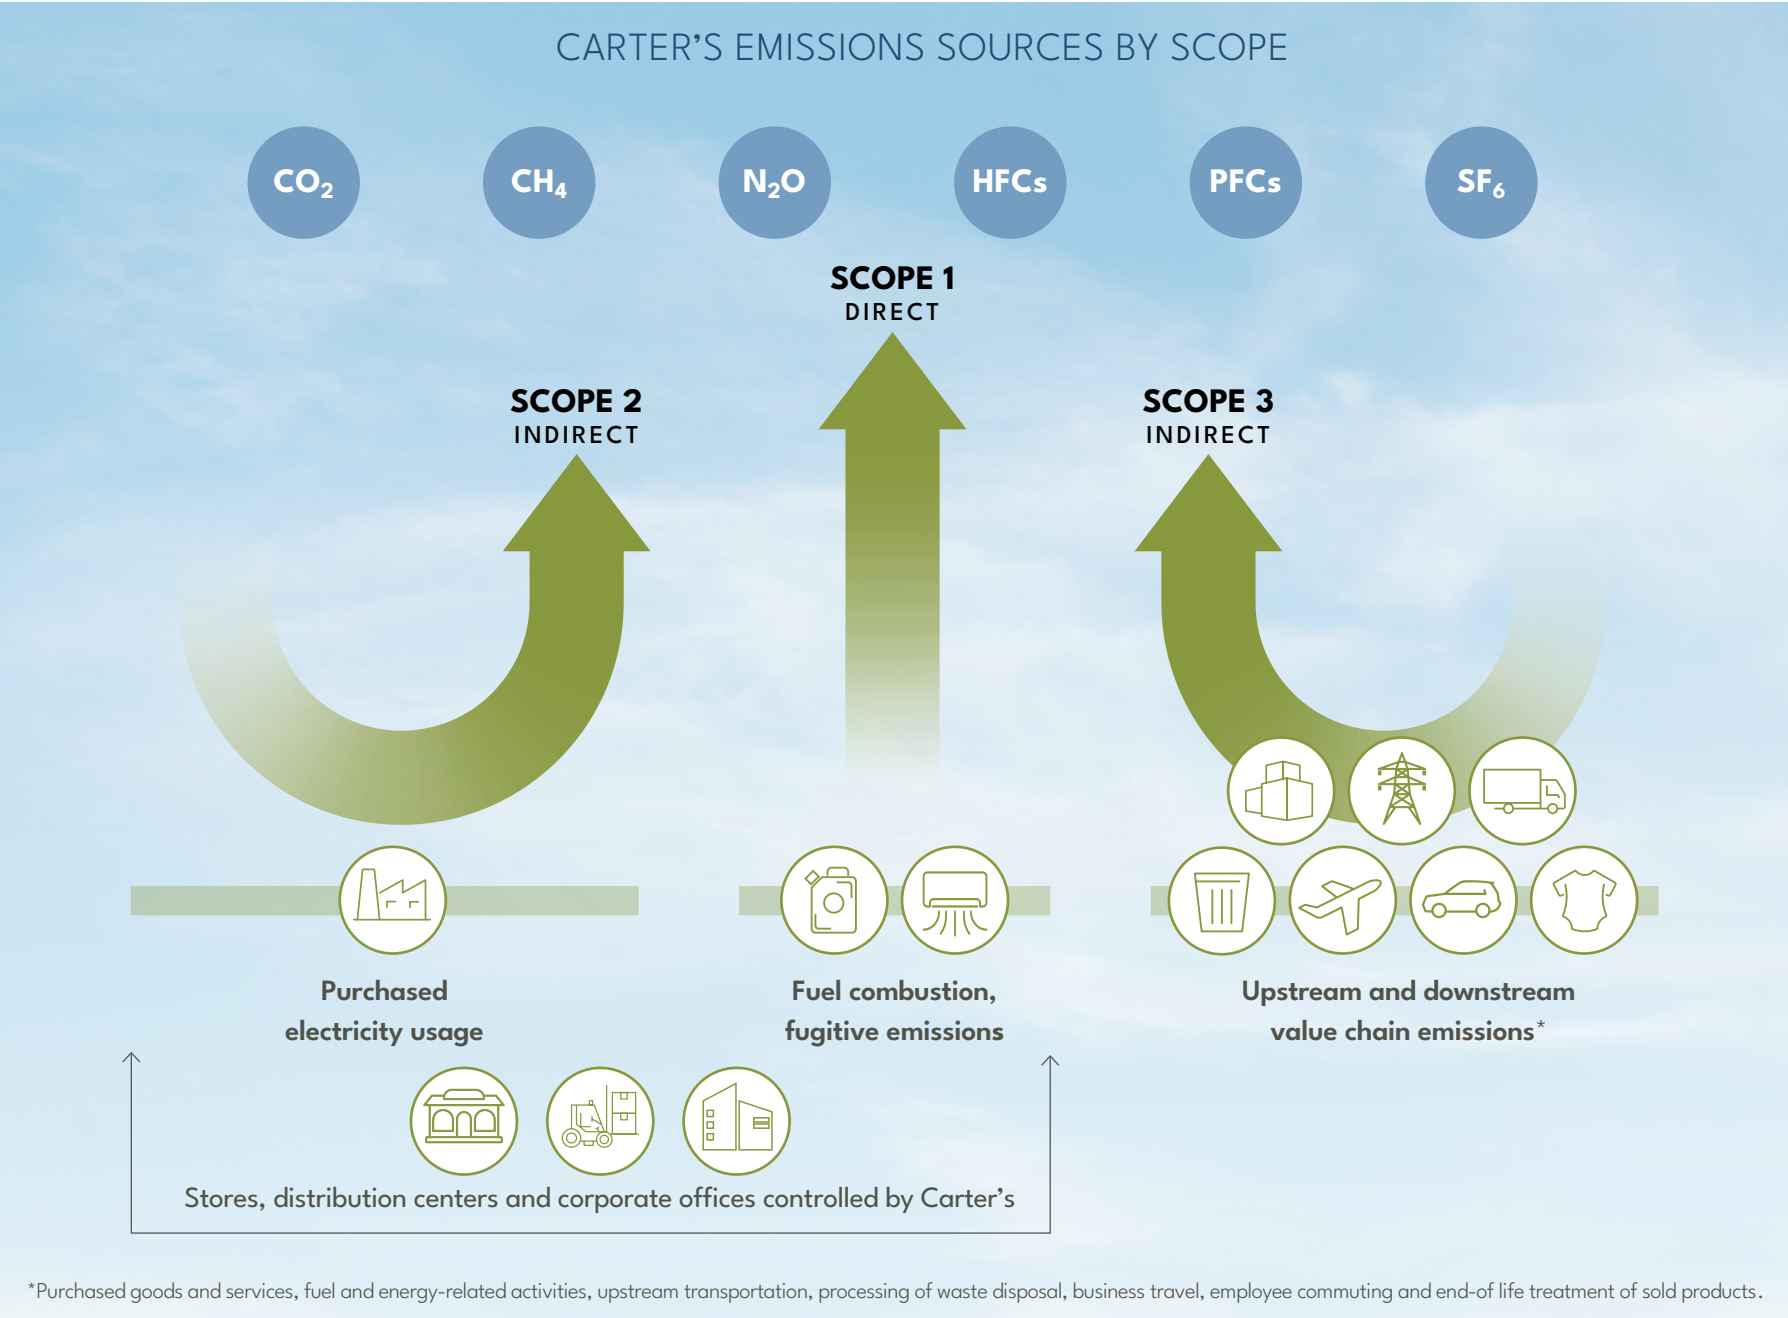 CARTER’S EMISSIONS SOURCES BY SCOPE
CO₂
CH₄
N₂O
HFCs
PFCs
SF₆
SCOPE 1
DIRECT
SCOPE 2
INDIRECT
SCOPE 3
INDIRECT
Purchased
electricity usage
Fuel combustion,
fugitive emissions
Upstream and downstream
value chain emissions*
Stores, distribution centers and corporate offices controlled by Carter’s
*Purchased goods and services, fuel and energy-related activities, upstream transportation, processing of waste disposal, business travel, employee commuting and end-of life treatment of sold products.